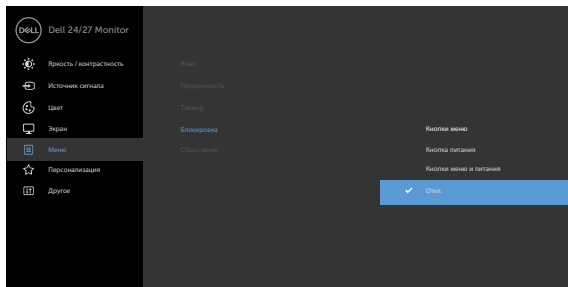 DELL
Dell 24/27 Monitor
Яркость / контрастность
Источник сигнала
Цвет
Экран
Меню
Персонализация
Другое
Язык
Прозрачность
Таймер
Блокировка
Сброс меню
Кнопки меню
Кнопка питания
Кнопки меню и питания
Откл.